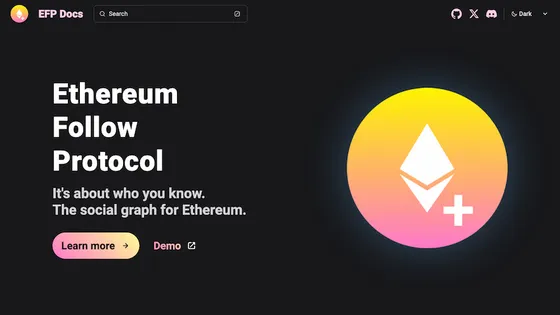 EFP Docs
Search
Dark
Ethereum
Follow
Protocol
It's about who you know.
The social graph for Ethereum.
Learn more
Demo